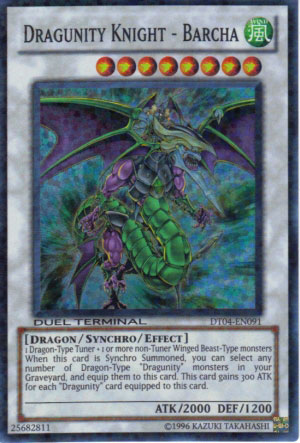 DRAGUNITY KNIGHT - BARCHA
WIND
風
DUEL TERMINAL
DT04-EN091
[DRAGON/SYNCHRO/EFFECT]
1 Dragon-Type Tuner + 1 or more non-Tuner Winged Beast-Type monsters
When this card is Synchro Summoned, you can select any
number of Dragon-Type "Dragunity" monsters in your
Graveyard, and equip them to this card. This card gains 300 ATK
for each "Dragunity" card equipped to this card.
ATK/2000 DEF/1200
25682811
©1996 KAZUKI TAKAHASHI